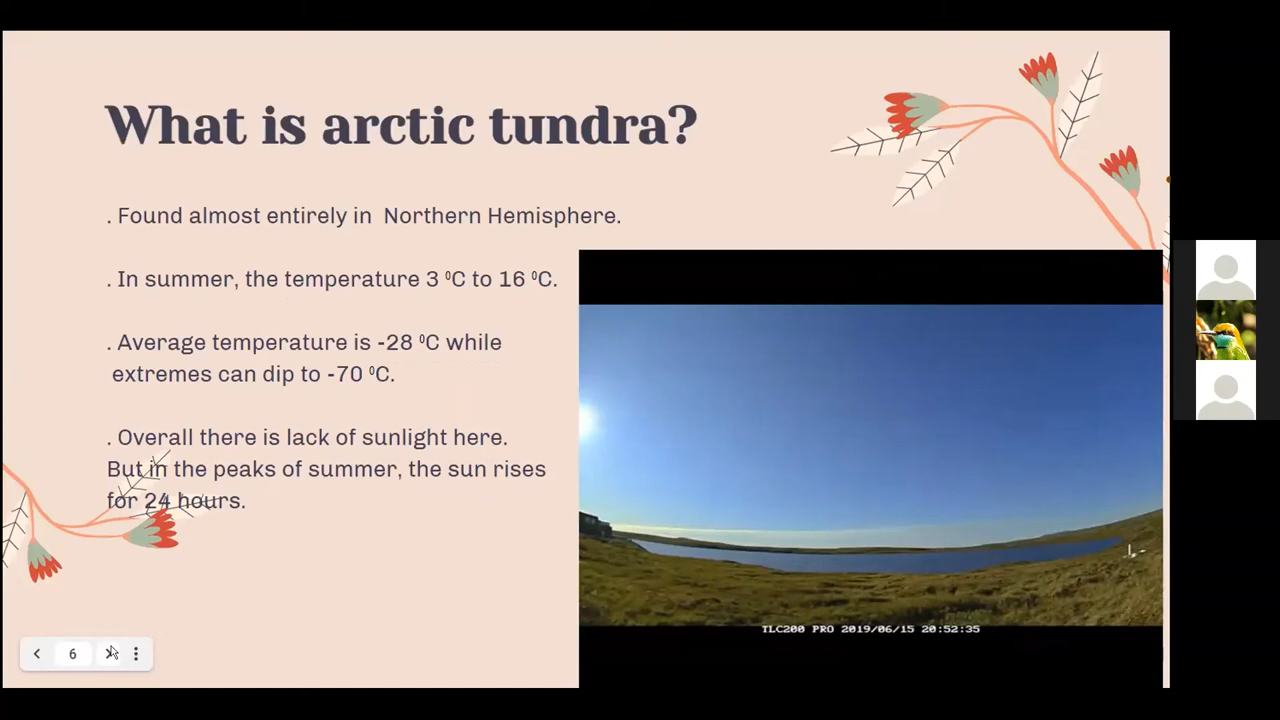 What is arctic tundra?
. Found almost entirely in  Northern Hemisphere.
. In summer, the temperature 3 ⁰C to 16 ⁰C.
. Average temperature is -28 ⁰C while
extremes can dip to -70 ⁰C.
. Overall there is lack of sunlight here.
But in the peaks of summer, the sun rises
for 24 hours.
TLC200 PRO 2019/06/15 20:52:35
6